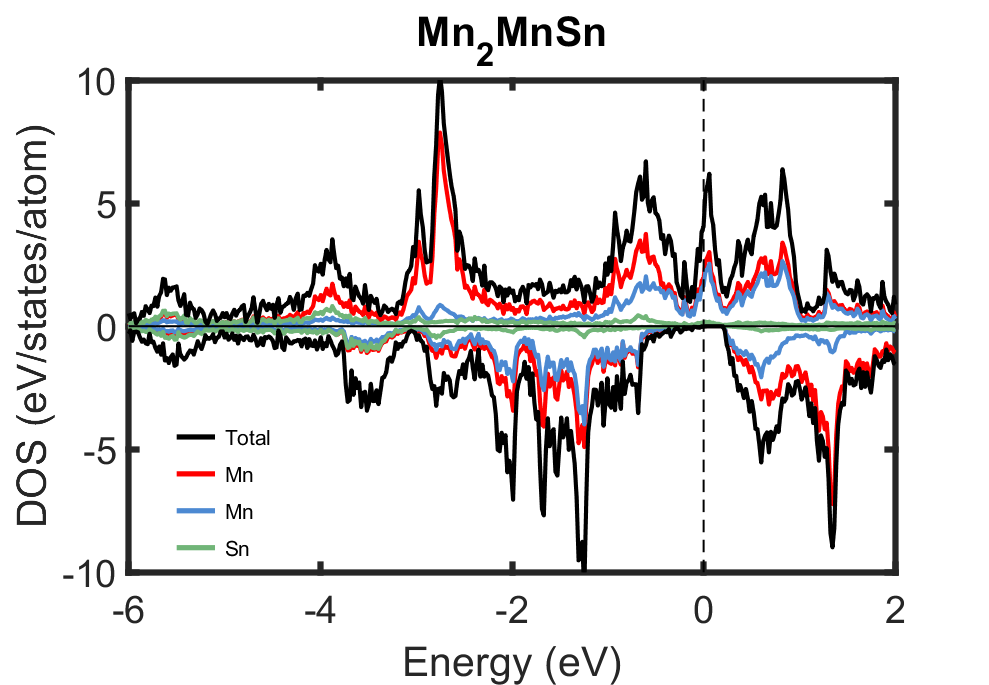 Mn2MnSn
10
5
0
-5
-10
DOS (eV/states/atom)
Total
Mn
Mn
Sn
-6 -4 -2 0 2
Energy (eV)